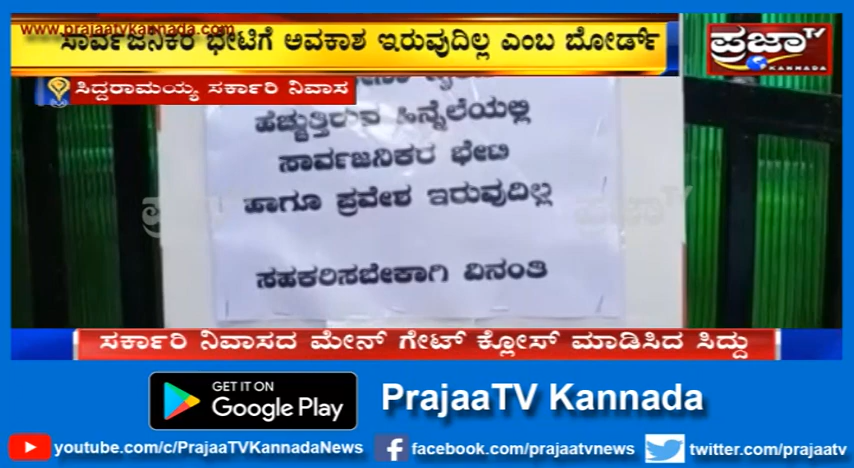 www.prajaatvkannada.com
ಸಾರ್ವಜನಿಕರ ಭೇಟಿಗೆ ಅವಕಾಶ ಇರುವುದಿಲ್ಲ ಎಂಬ ಬೋರ್ಡ್
ಪ್ರಜಾ TV
KANNADA
ಸಿದ್ದರಾಮಯ್ಯ ಸರ್ಕಾರಿ ನಿವಾಸ
ಹೆಚ್ಚುತ್ತಿರುವ ಹಿನ್ನೆಲೆಯಲ್ಲಿ
ಸಾರ್ವಜನಿಕರ ಭೇಟಿ
ಹಾಗೂ ಪ್ರವೇಶ ಇರುವುದಿಲ್ಲ
ಸಹಕರಿಸಬೇಕಾಗಿ ವಿನಂತಿ
ಸರ್ಕಾರಿ ನಿವಾಸದ ಮೇನ್ ಗೇಟ್ ಕ್ಲೋಸ್ ಮಾಡಿಸಿದ ಸಿದ್ದು
GET IT ON
Google Play
PrajaaTV Kannada
youtube.com/c/PrajaaTVKannadaNews facebook.com/prajaatvnews twitter.com/prajaatv